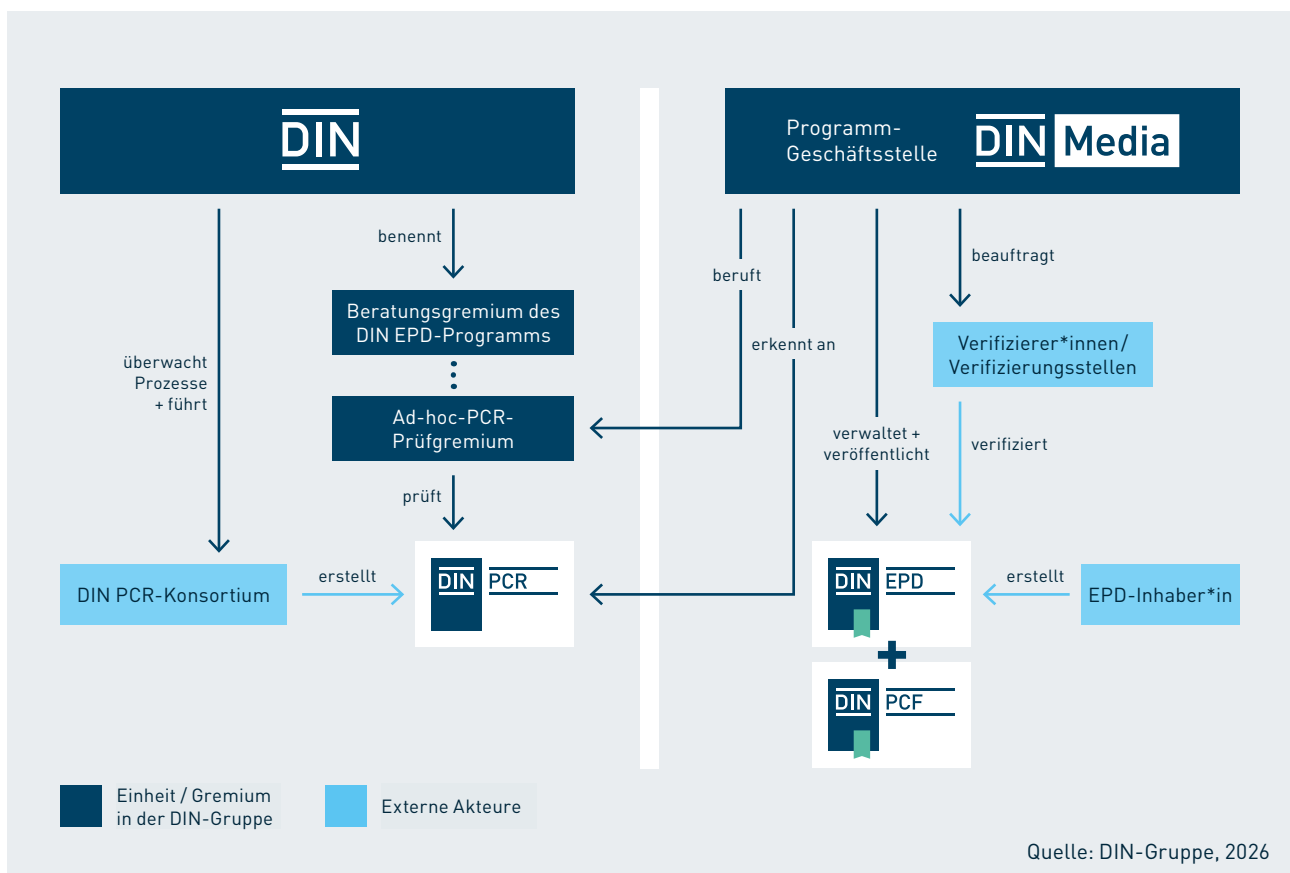 DIN
Programm-
Geschäftsstelle
DIN Media
benennt
beauftragt
beruft
Beratungsgremium des
DIN EPD-Programms
erkennt an
Verifizierer*innen/
Verifizierungsstellen
überwacht
Prozesse
+ führt
Ad-hoc-PCR-
Prüfgremium
verwaltet +
veröffentlicht
verifiziert
prüft
DIN PCR-Konsortium
erstellt
DIN PCR
DIN EPD
erstellt
EPD-Inhaber*in
DIN PCF
Einheit / Gremium
in der DIN-Gruppe
Externe Akteure
Quelle: DIN-Gruppe, 2026